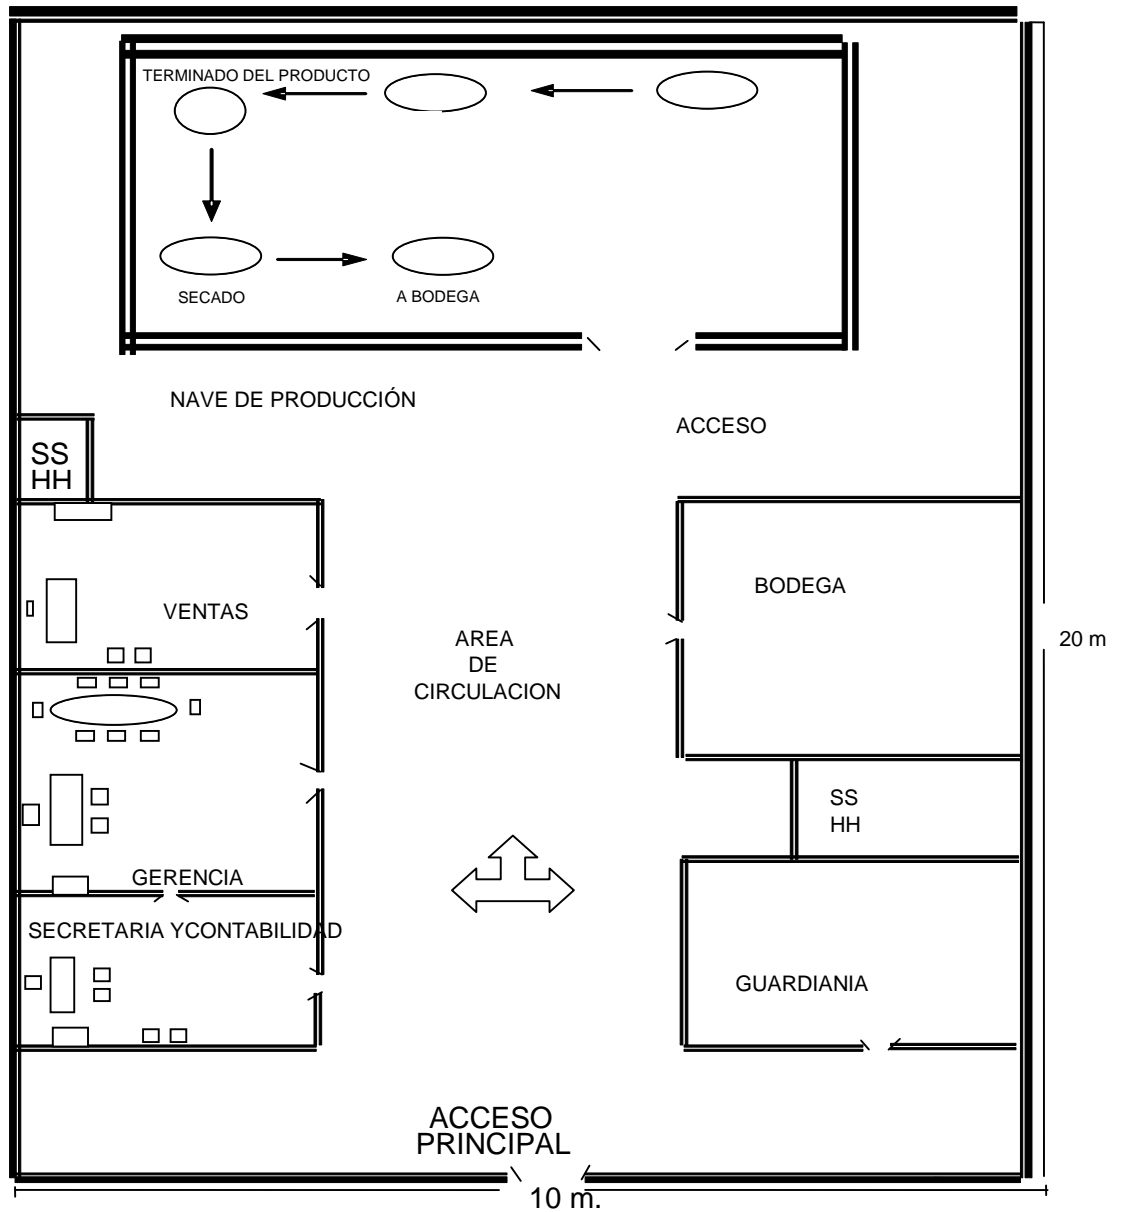 TERMINADO DEL PRODUCTO
SECADO
A BODEGA
NAVE DE PRODUCCIÓN
ACCESO
SS
HH
VENTAS
BODEGA
AREA
DE
CIRCULACION
20 m
SS
HH
GERENCIA
SECRETARIA YCONTABILIDAD
GUARDIANIA
ACCESO
PRINCIPAL
10 m.